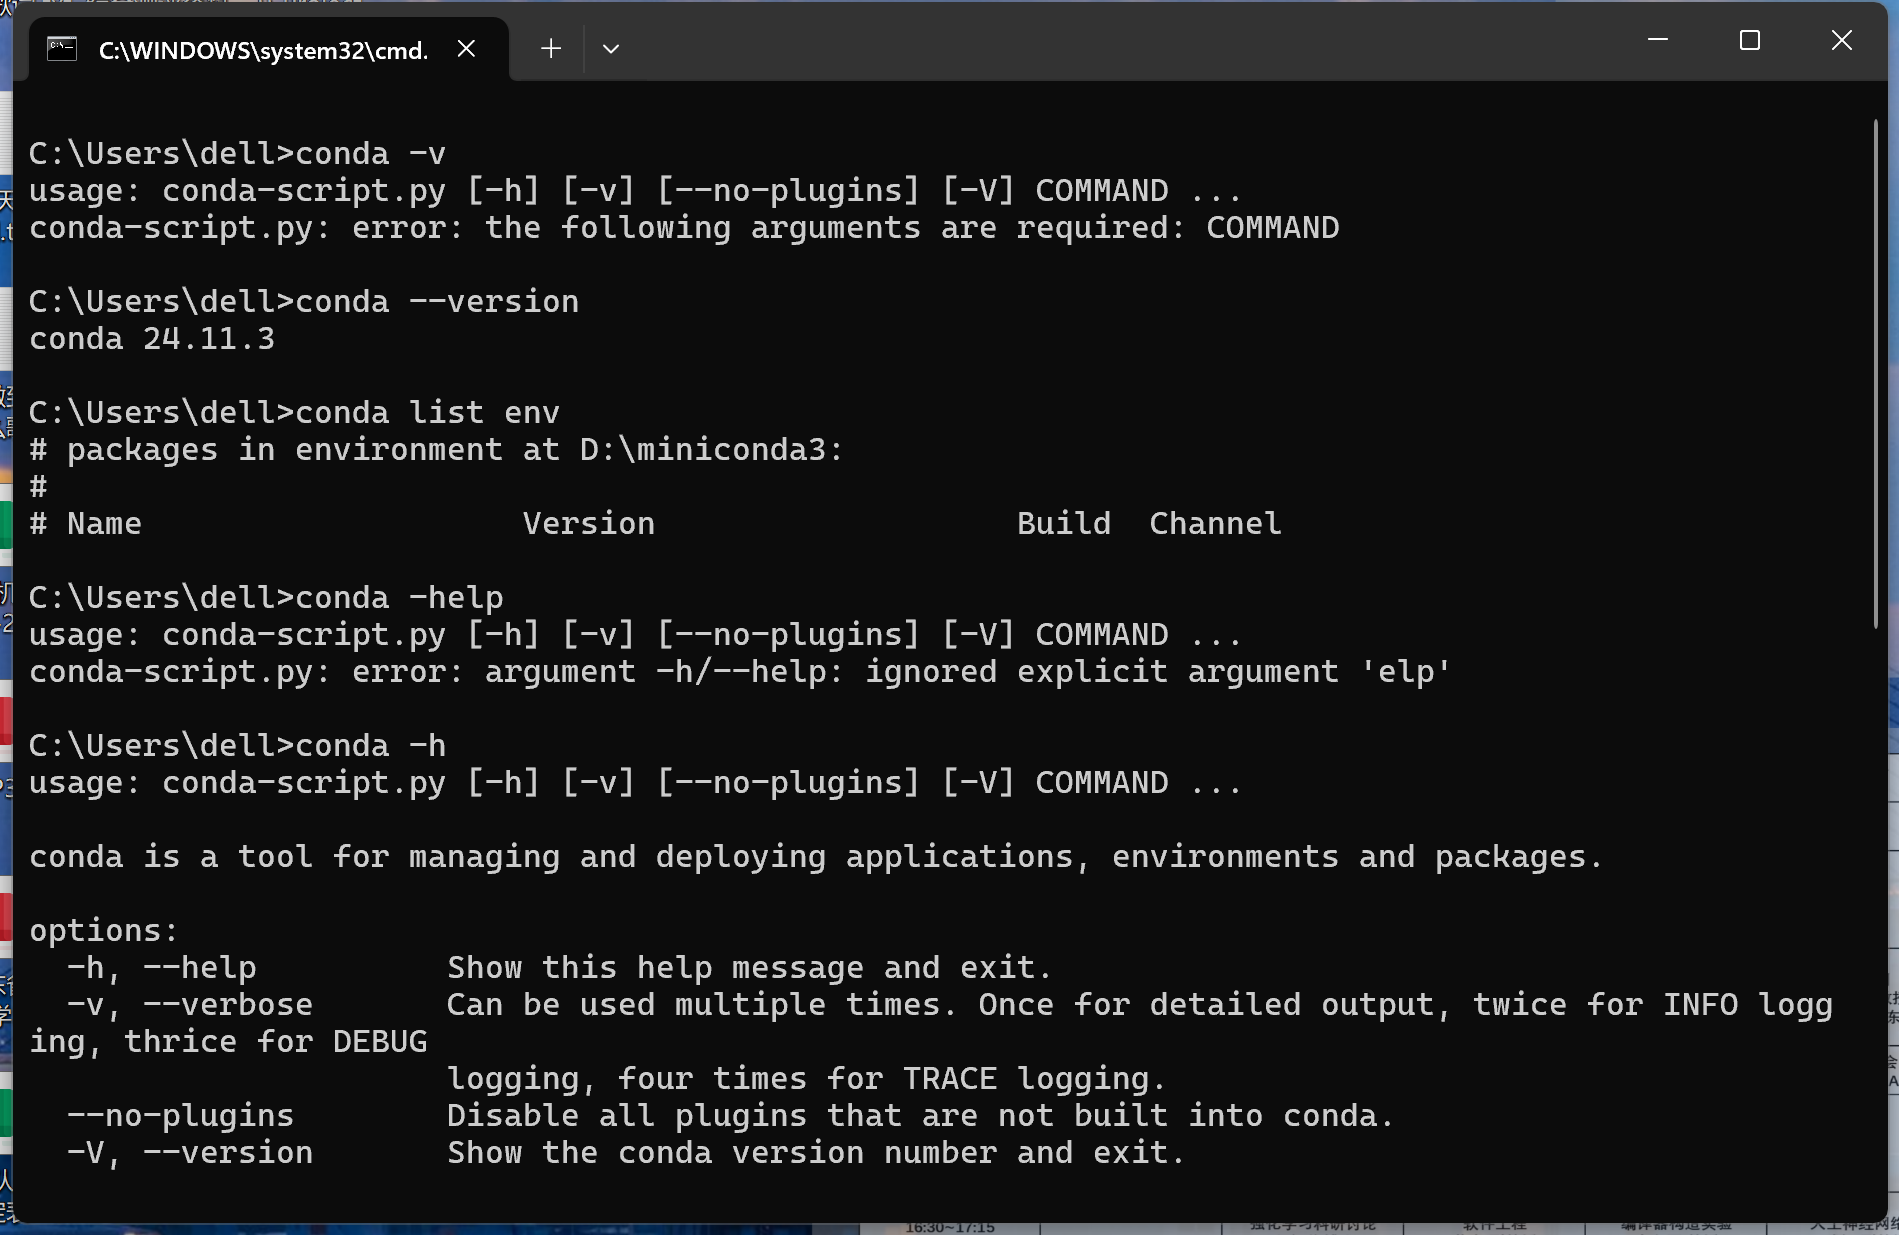 C:\WINDOWS\system32\cmd.
C:\Users\dell>conda -v
usage: conda-script.py [-h] [-v] [--no-plugins] [-V] COMMAND ...
conda-script.py: error: the following arguments are required: COMMAND
C:\Users\dell>conda --version
conda 24.11.3
C:\Users\dell>conda list env
# packages in environment at D:\miniconda3:
#
# Name                    Version                   Build  Channel
C:\Users\dell>conda -help
usage: conda-script.py [-h] [-v] [--no-plugins] [-V] COMMAND ...
conda-script.py: error: argument -h/--help: ignored explicit argument 'elp'
C:\Users\dell>conda -h
usage: conda-script.py [-h] [-v] [--no-plugins] [-V] COMMAND ...
conda is a tool for managing and deploying applications, environments and packages.
options:
  -h, --help          Show this help message and exit.
  -v, --verbose       Can be used multiple times. Once for detailed output, twice for INFO logg
ing, thrice for DEBUG
                      logging, four times for TRACE logging.
  --no-plugins        Disable all plugins that are not built into conda.
  -V, --version       Show the conda version number and exit.
16:30~17:15